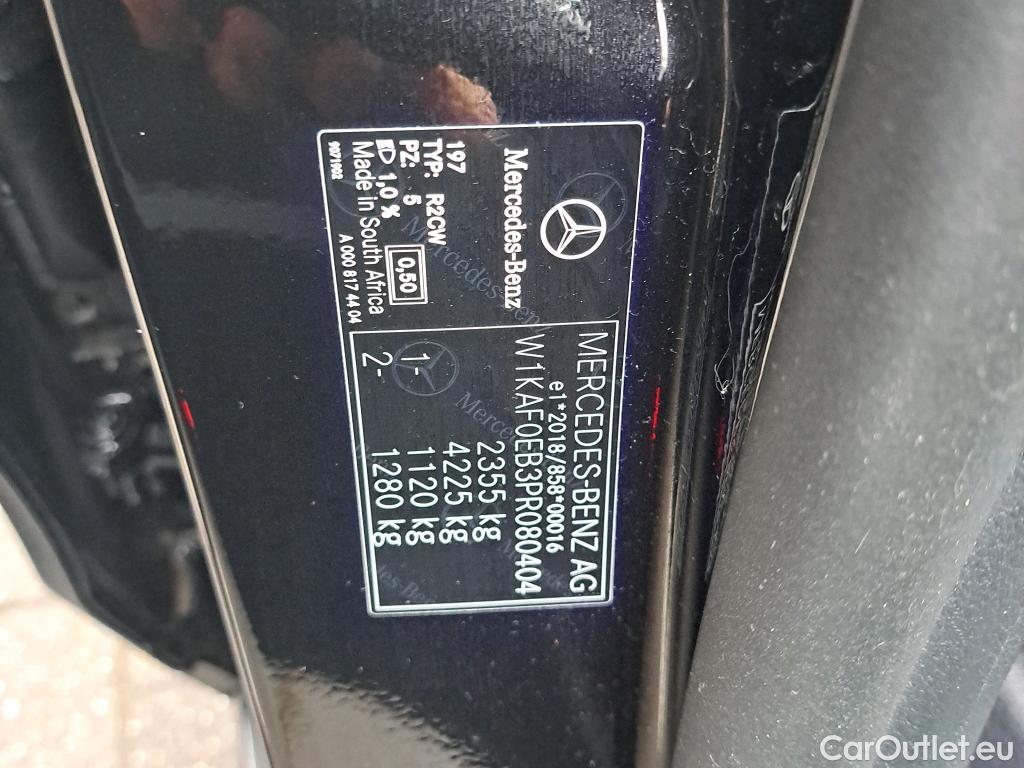 MERCEDES-BENZ AG
e1*2018/858*00016
W1KAF0EB3PR080404
2355 kg
4225 kg
1- 1120 kg
2- 1280 kg
Mercedes-Benz
197
TYP: R2CW
PZ: 5
1,0 % 0,50
Made in South Africa
9071902 A 000 817 44 04
CarOutlet.eu